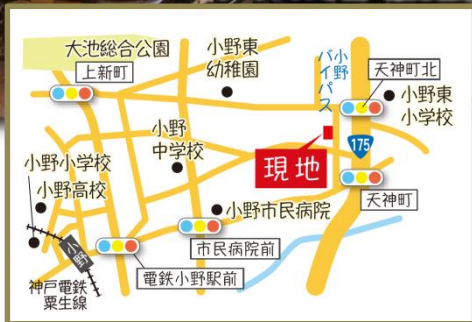 大池総合公園
上新町
小野東
幼稚園
小野
バイパス
天神町北
小野東
小学校
小野
中学校
175
現地
小野小学校
小野高校
天神町
小野市民病院
市民病院前
小野
電鉄小野駅前
神戸電鉄
粟生線